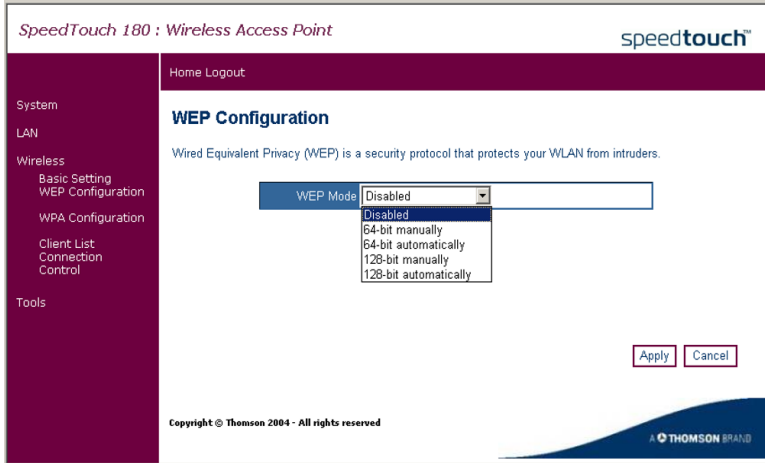 SpeedTouch 180 : Wireless Access Point
speedtouch™
Home Logout
System
LAN
Wireless
Basic Setting
WEP Configuration
WPA Configuration
Client List
Connection
Control
Tools
WEP Configuration
Wired Equivalent Privacy (WEP) is a security protocol that protects your WLAN from intruders.
WEP Mode Disabled
Disabled
64-bit manually
64-bit automatically
128-bit manually
128-bit automatically
Apply Cancel
Copyright © Thomson 2004 - All rights reserved
A THOMSON BRAND